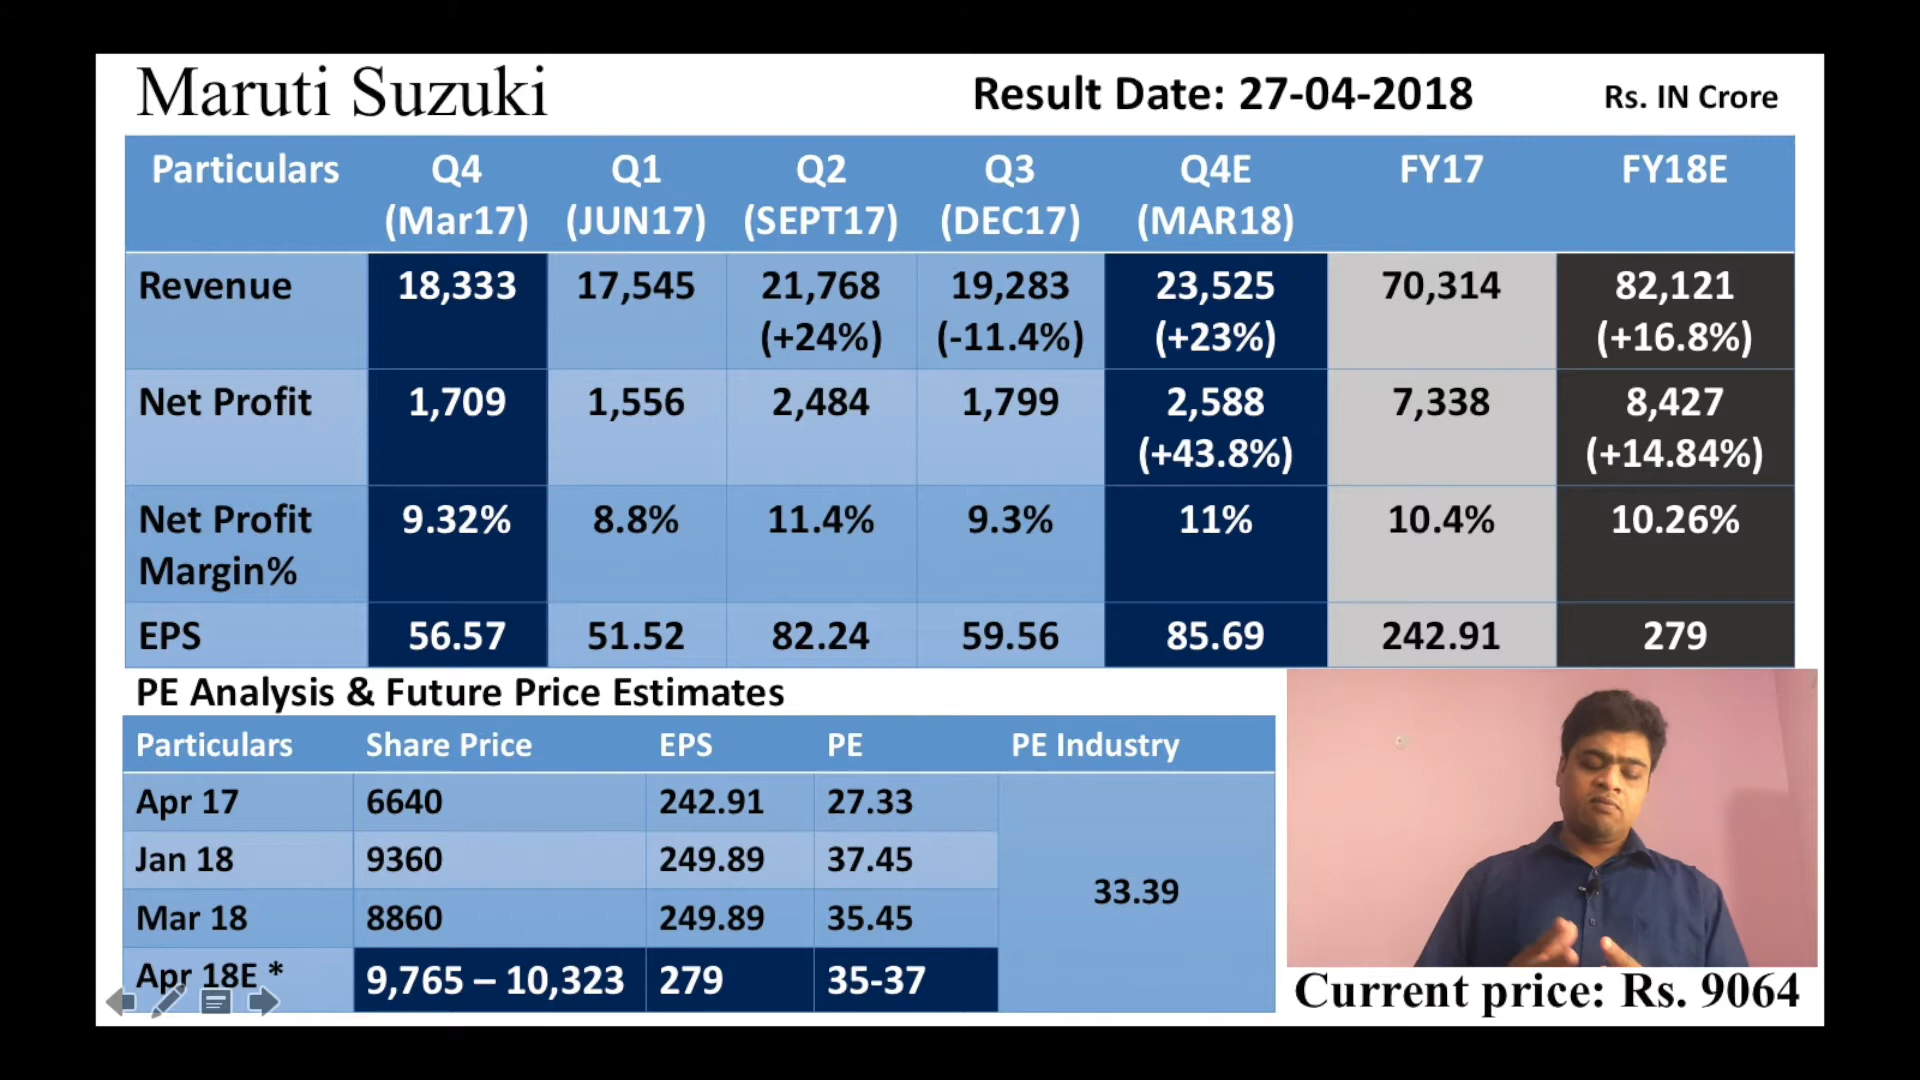 Maruti Suzuki
Result Date: 27-04-2018
Rs. IN Crore
Particulars Q4 Q1 Q2 Q3 Q4E FY17 FY18E
(Mar17) (JUN17) (SEPT17) (DEC17) (MAR18)
Revenue 18,333 17,545 21,768 19,283 23,525 70,314 82,121
(+24%) (-11.4%) (+23%) (+16.8%)
Net Profit 1,709 1,556 2,484 1,799 2,588 7,338 8,427
(+43.8%) (+14.84%)
Net Profit 9.32% 8.8% 11.4% 9.3% 11% 10.4% 10.26%
Margin%
EPS 56.57 51.52 82.24 59.56 85.69 242.91 279
PE Analysis & Future Price Estimates
Particulars Share Price EPS PE PE Industry
Apr 17 6640 242.91 27.33
Jan 18 9360 249.89 37.45
33.39
Mar 18 8860 249.89 35.45
Apr 18E * 9,765 – 10,323 279 35-37
Current price: Rs. 9064